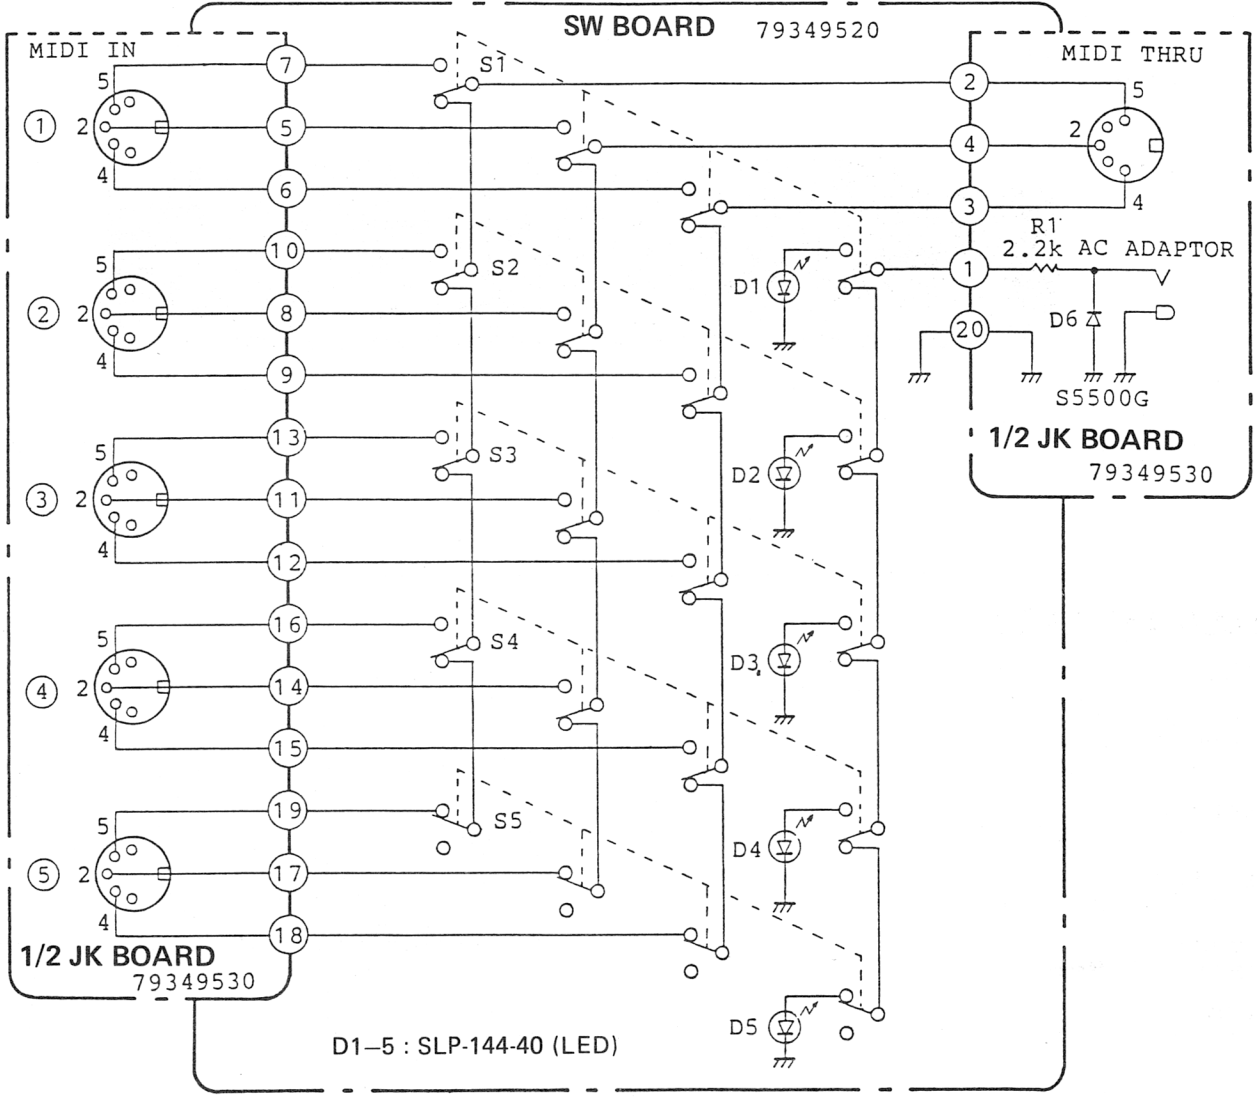 SW BOARD 79349520
MIDI IN
MIDI THRU
7
S1
2
5
5
1
2
5
4
2
4
6
3
4
10
R1
2.2k
AC ADAPTOR
5
S2
1
D1
2
2
8
D6
20
4
9
S5500G
13
1/2 JK BOARD
5
S3
79349530
3
2
11
D2
4
12
16
5
S4
4
2
14
D3
4
15
19
5
S5
D4
5
2
17
4
18
1/2 JK BOARD
79349530
D5
D1–5 : SLP-144-40 (LED)